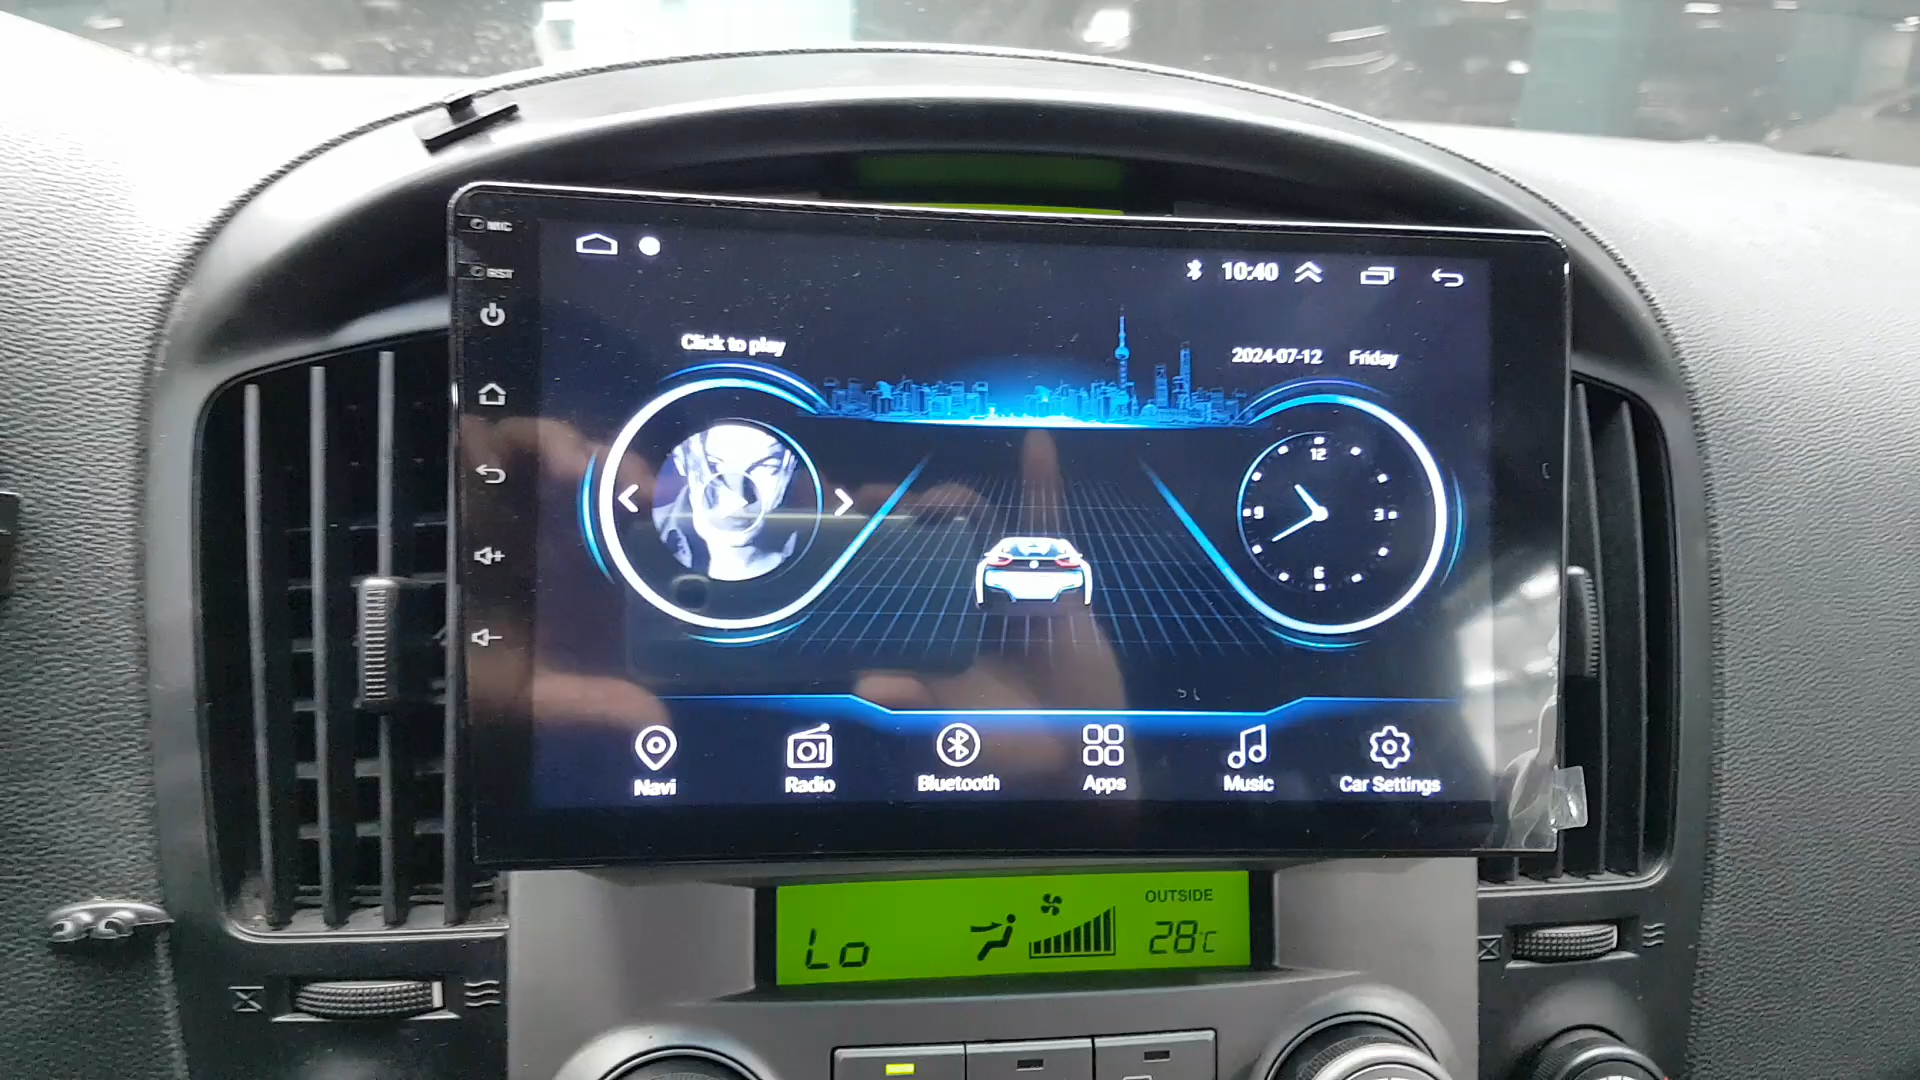 MIC
RST
10:40
Click to play
2024-07-12 Friday
12
9
3
6
Navi
Radio
Bluetooth
Apps
Music
Car Settings
Lo
OUTSIDE
28°C